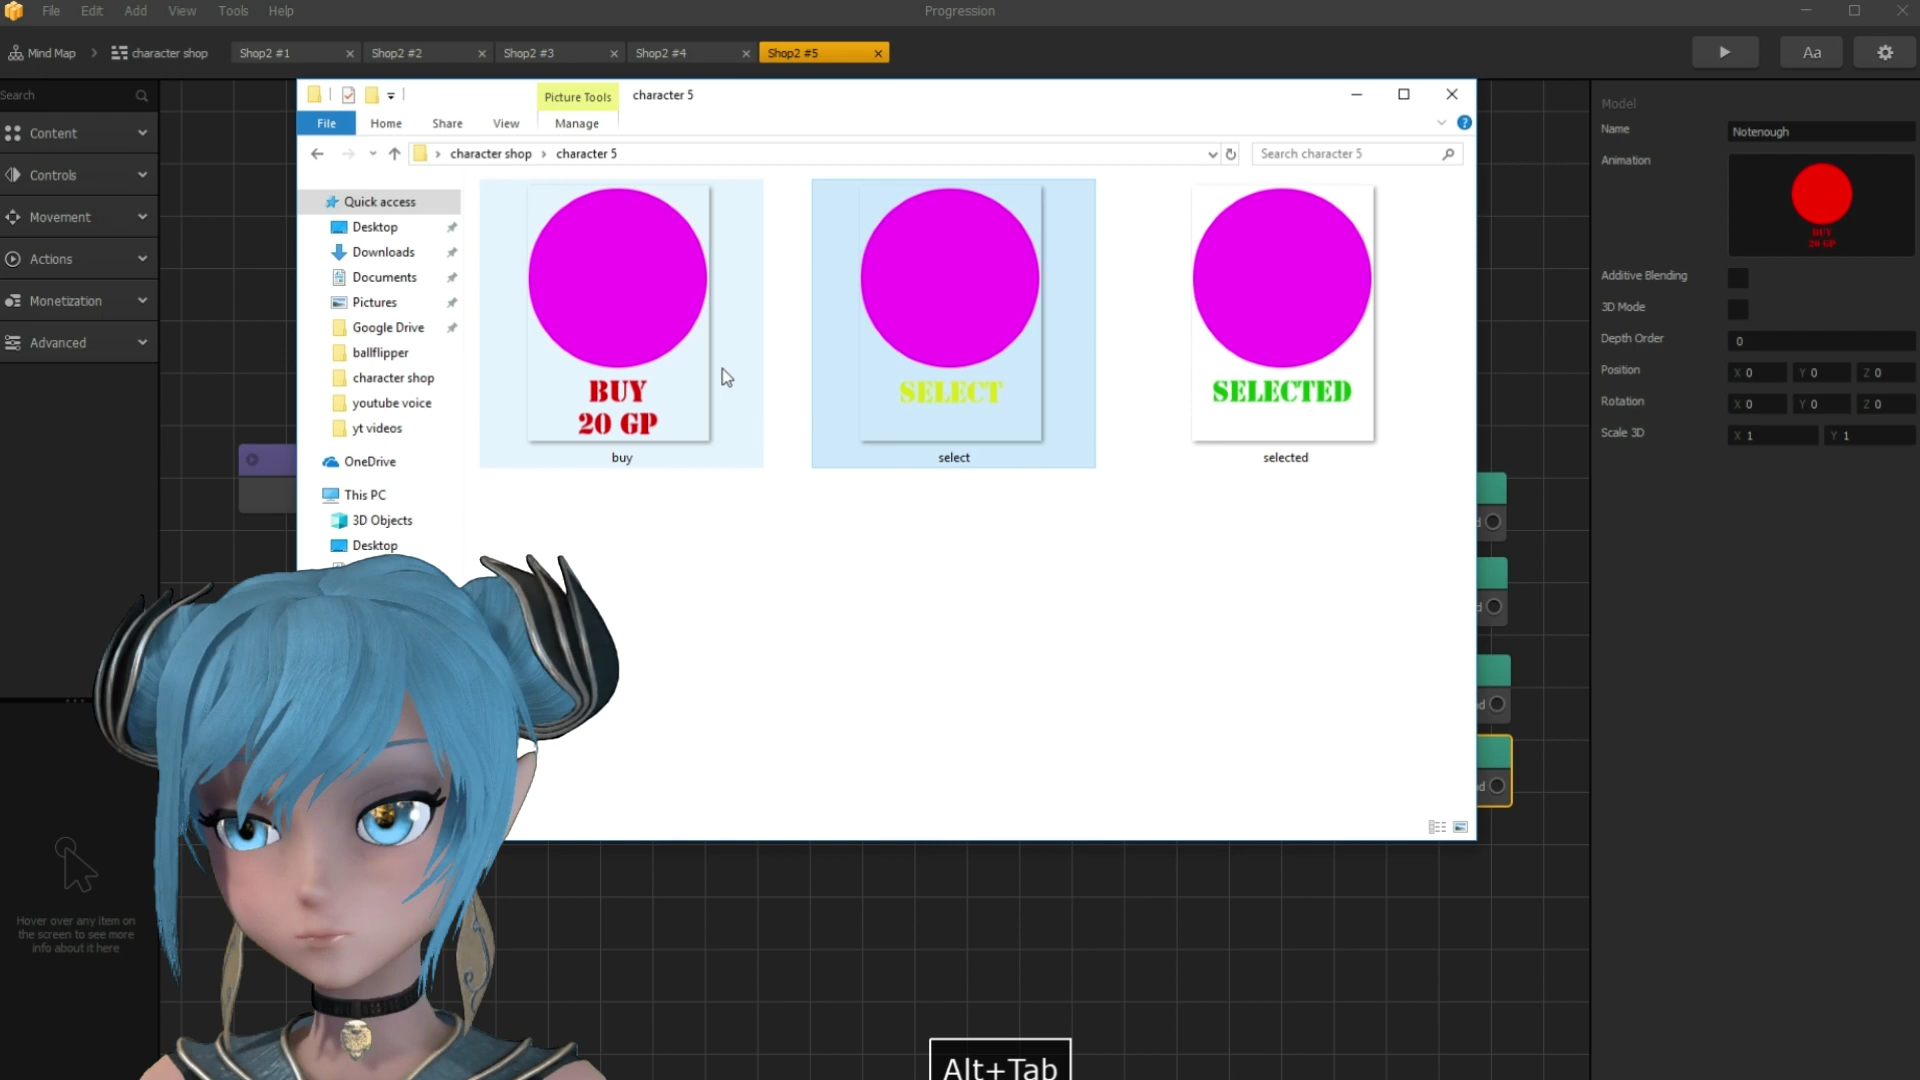 File Edit Add View Tools Help
Progression
Mind Map
character shop
Shop2 #1
Shop2 #2
Shop2 #3
Shop2 #4
Shop2 #5
Aa
Search
Content
Controls
Movement
Actions
Monetization
Advanced
Hover over any item on
the screen to see more
info about it here
Picture Tools
character 5
File
Home
Share
View
Manage
character shop
character 5
Search character 5
Quick access
Desktop
Downloads
Documents
Pictures
Google Drive
ballflipper
character shop
youtube voice
yt videos
OneDrive
This PC
3D Objects
Desktop
BUY
20 GP
buy
SELECT
select
SELECTED
selected
Model
Name
Notenough
Animation
BUY
20 GP
Additive Blending
3D Mode
Depth Order
0
Position
X 0
Y 0
Z 0
Rotation
X 0
Y 0
Z 0
Scale 3D
X 1
Y 1
Alt+Tab